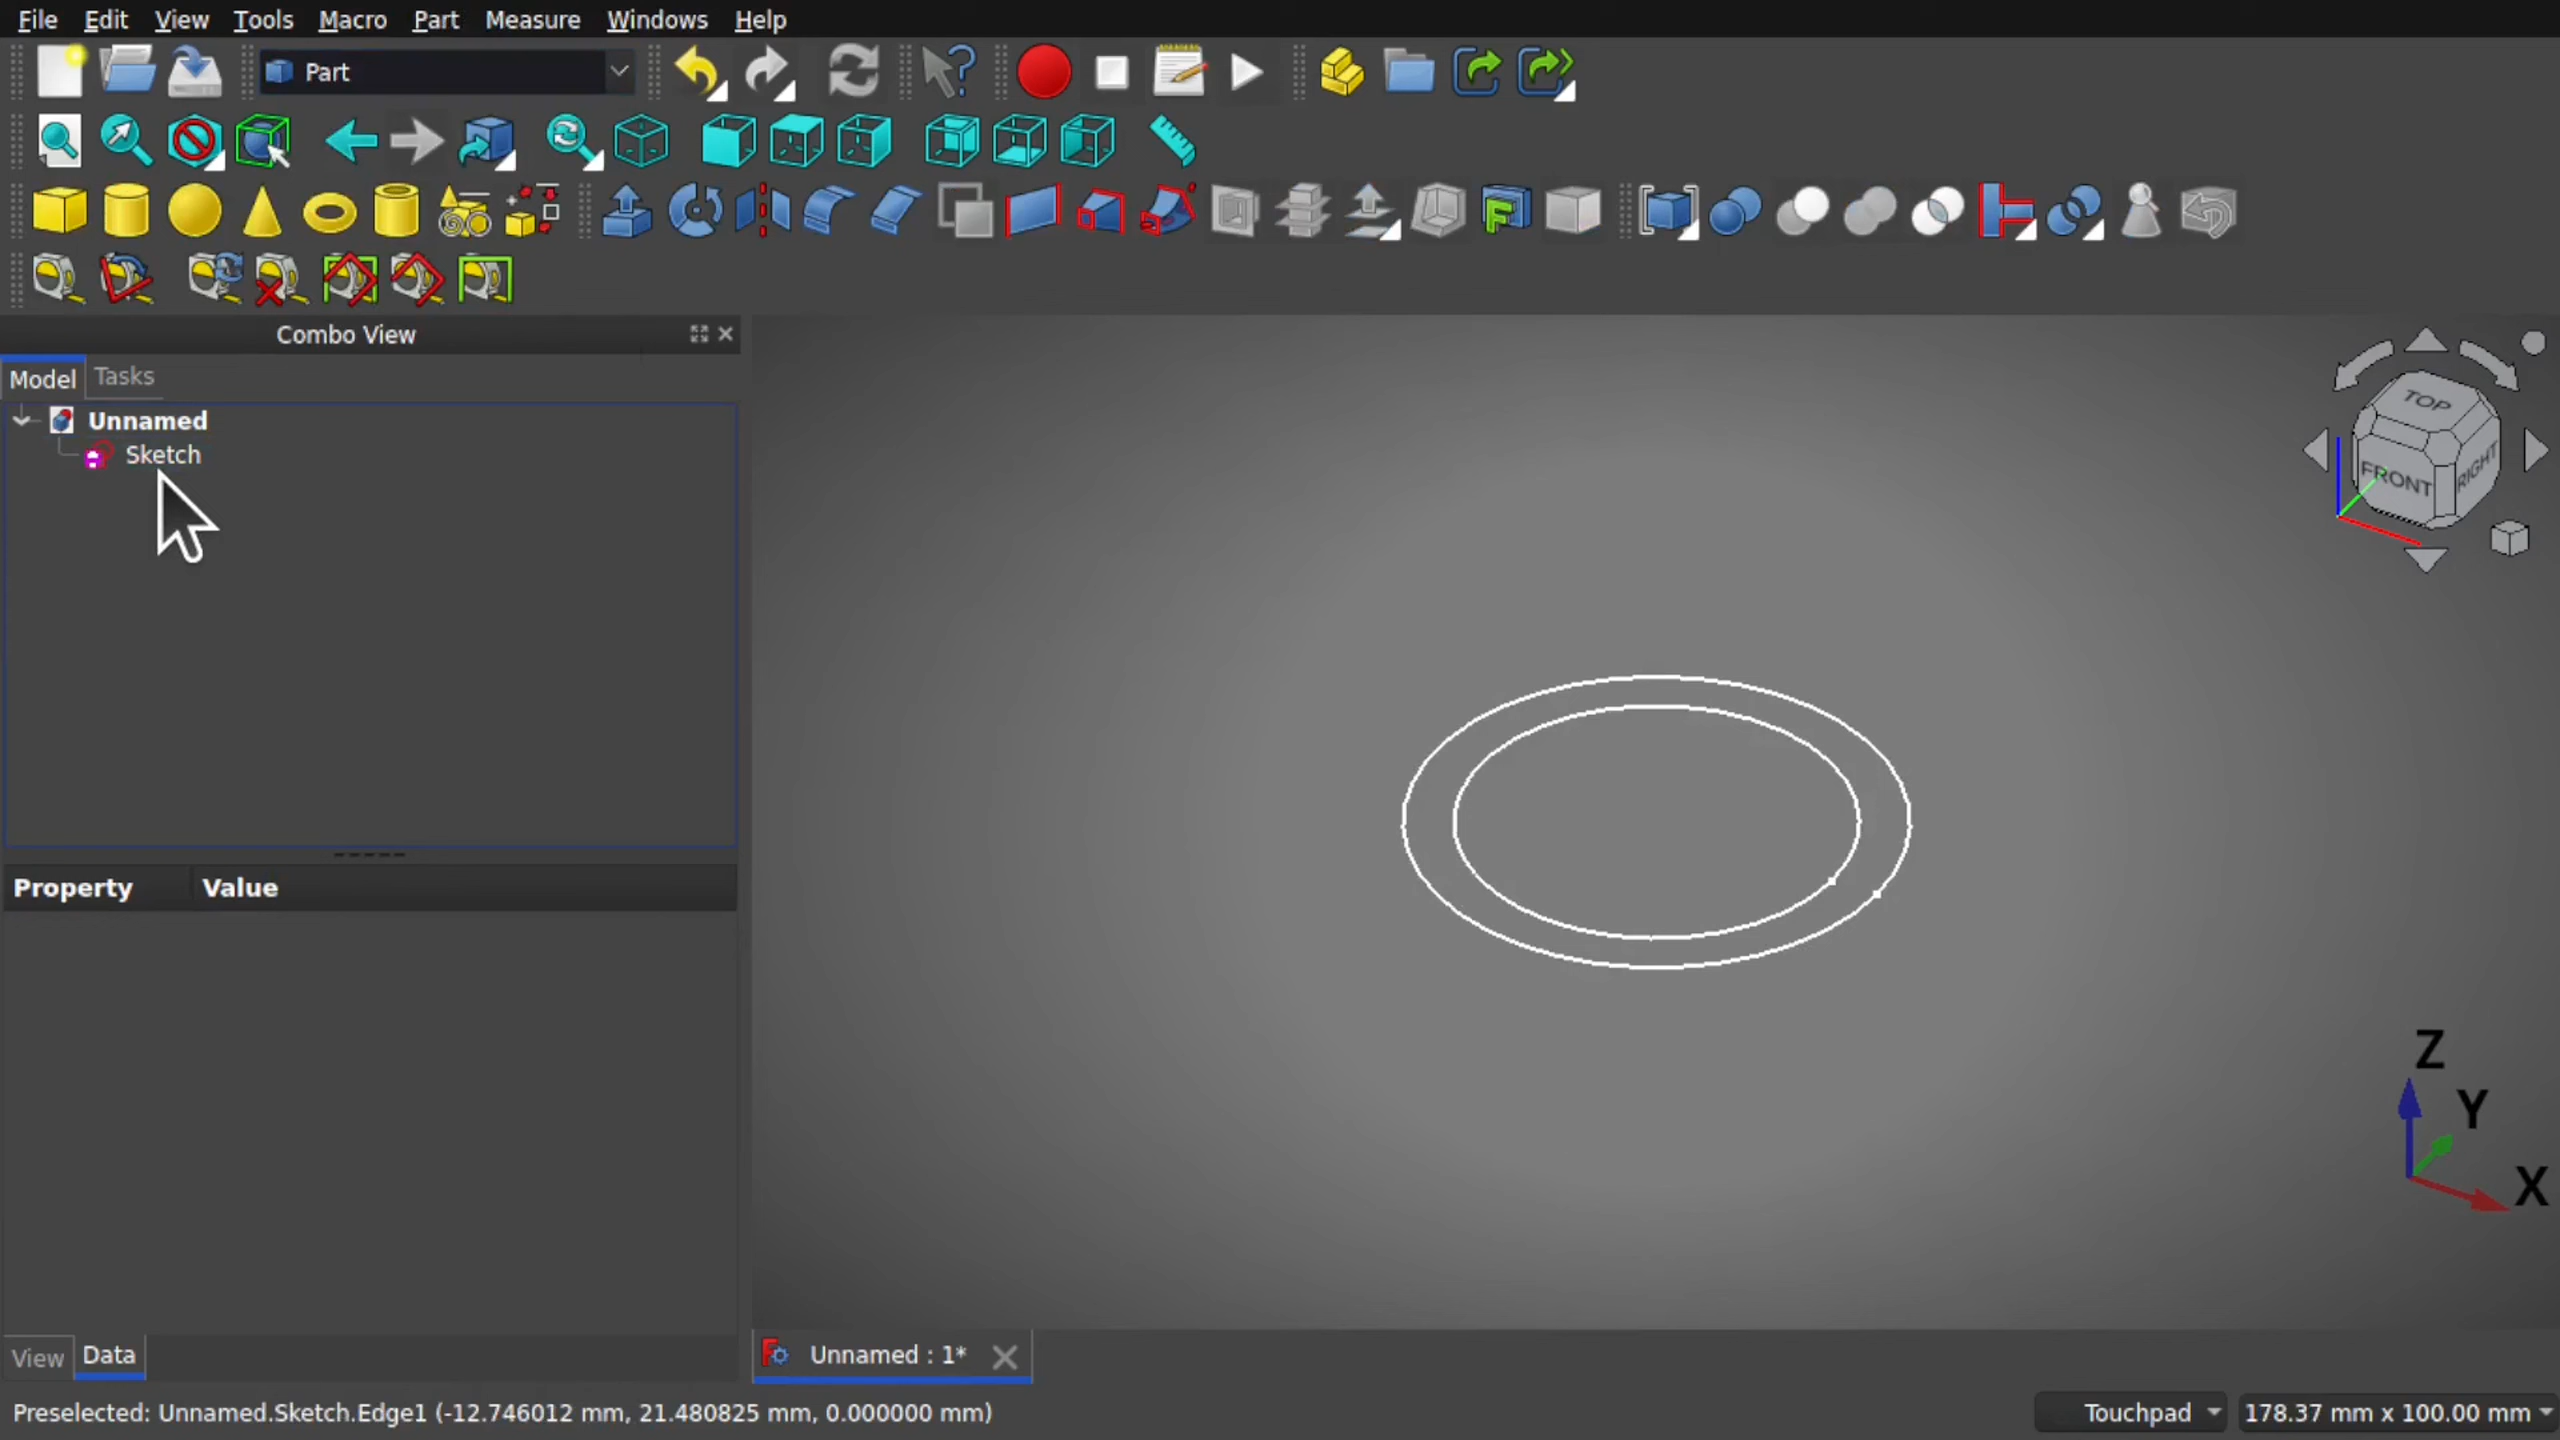 File Edit View Tools Macro Part Measure Windows Help
Part
Combo View
Model Tasks
Unnamed
Sketch
TOP
FRONT
RIGHT
Property Value
Z
Y
X
View Data
Unnamed : 1*
Preselected: Unnamed.Sketch.Edge1 (-12.746012 mm, 21.480825 mm, 0.000000 mm)
Touchpad
178.37 mm x 100.00 mm